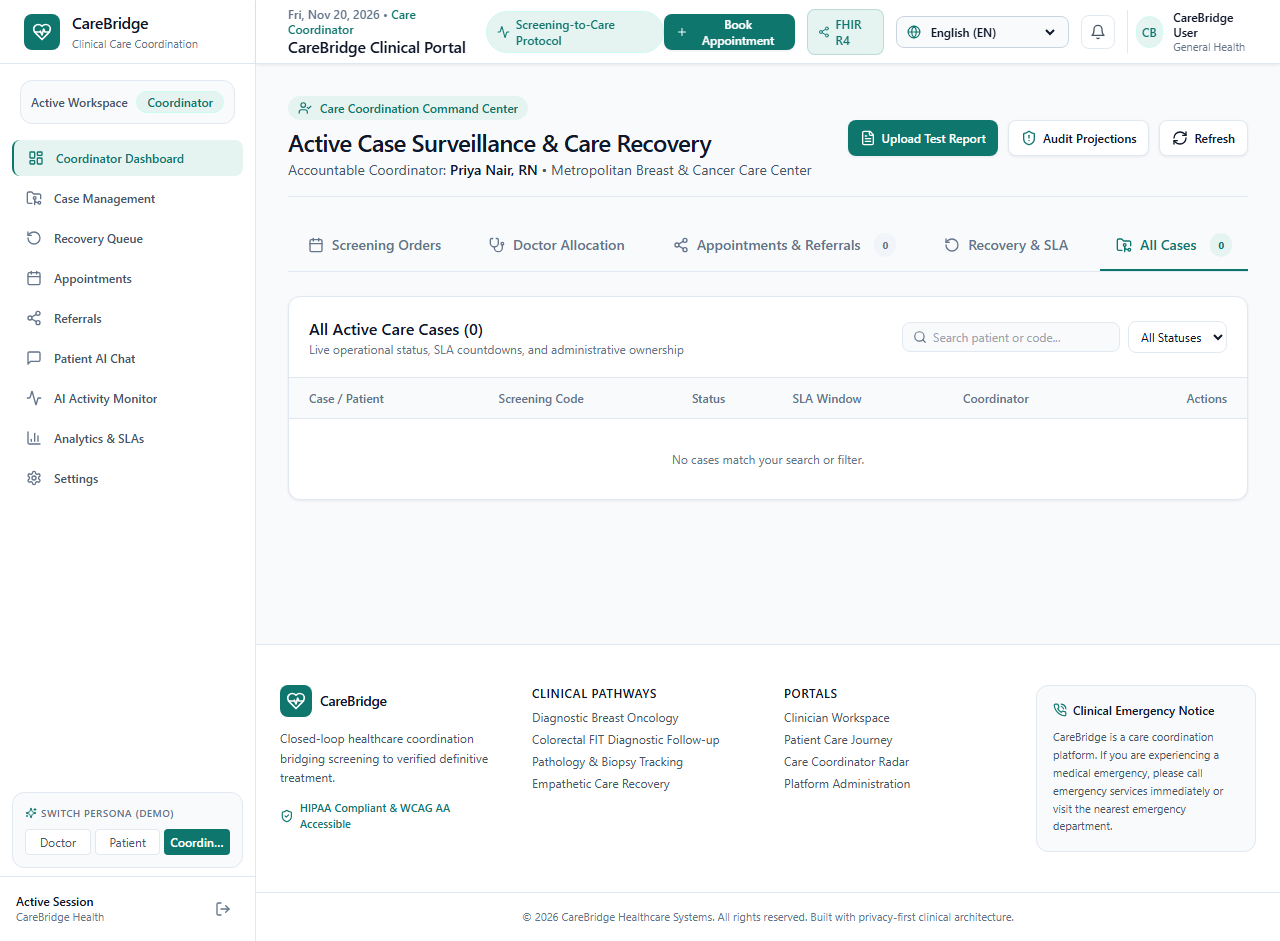 CareBridge
Clinical Care Coordination
Fri, Nov 20, 2026 • Care
Coordinator
CareBridge Clinical Portal
Screening-to-Care
Protocol
Book
Appointment
FHIR
R4
English (EN)
CB
CareBridge
User
General Health
Active Workspace
Coordinator
Coordinator Dashboard
Case Management
Recovery Queue
Appointments
Referrals
Patient AI Chat
AI Activity Monitor
Analytics & SLAs
Settings
SWITCH PERSONA (DEMO)
Doctor
Patient
Coordin...
Active Session
CareBridge Health
Care Coordination Command Center
Active Case Surveillance & Care Recovery
Accountable Coordinator: Priya Nair, RN • Metropolitan Breast & Cancer Care Center
Upload Test Report
Audit Projections
Refresh
Screening Orders
Doctor Allocation
Appointments & Referrals 0
Recovery & SLA
All Cases 0
All Active Care Cases (0)
Live operational status, SLA countdowns, and administrative ownership
Search patient or code...
All Statuses
Case / Patient
Screening Code
Status
SLA Window
Coordinator
Actions
No cases match your search or filter.
CareBridge
Closed-loop healthcare coordination
bridging screening to verified definitive
treatment.
HIPAA Compliant & WCAG AA
Accessible
CLINICAL PATHWAYS
Diagnostic Breast Oncology
Colorectal FIT Diagnostic Follow-up
Pathology & Biopsy Tracking
Empathetic Care Recovery
PORTALS
Clinician Workspace
Patient Care Journey
Care Coordinator Radar
Platform Administration
Clinical Emergency Notice
CareBridge is a care coordination
platform. If you are experiencing a
medical emergency, please call
emergency services immediately or
visit the nearest emergency
department.
© 2026 CareBridge Healthcare Systems. All rights reserved. Built with privacy-first clinical architecture.